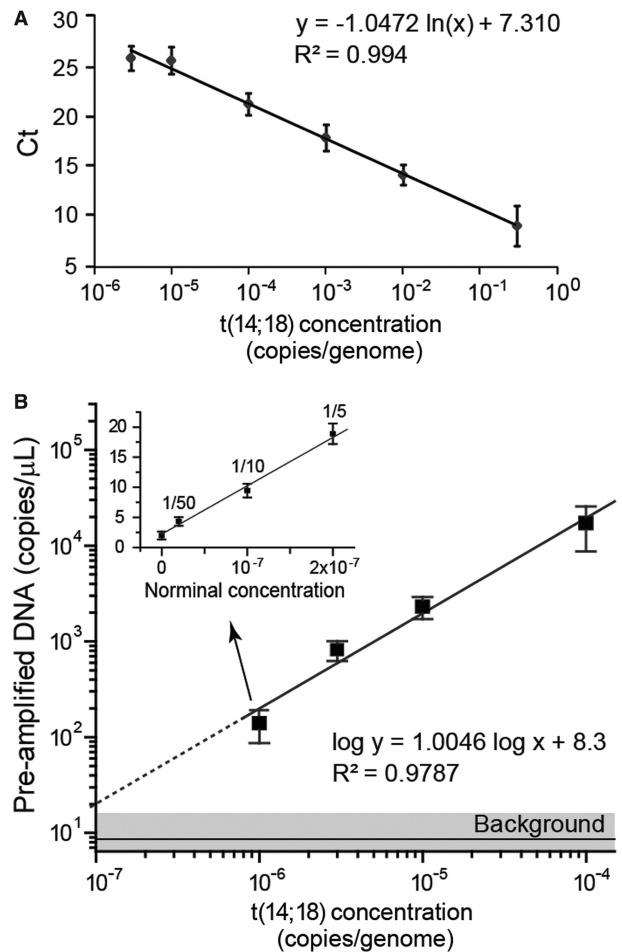 A
y = -1.0472 ln(x) + 7.310
R² = 0.994
30
25
20
15
10
5
Ct
10⁻⁶ 10⁻⁵ 10⁻⁴ 10⁻³ 10⁻² 10⁻¹ 10⁰
t(14;18) concentration
(copies/genome)
B
Pre-amplified DNA (copies/μL)
10⁵
10⁴
10³
10²
10¹
20
15
10
5
0
1/5
1/10
1/50
0 10⁻⁷ 2x10⁻⁷
Norminal concentration
log y = 1.0046 log x + 8.3
R² = 0.9787
Background
10⁻⁷ 10⁻⁶ 10⁻⁵ 10⁻⁴
t(14;18) concentration
(copies/genome)